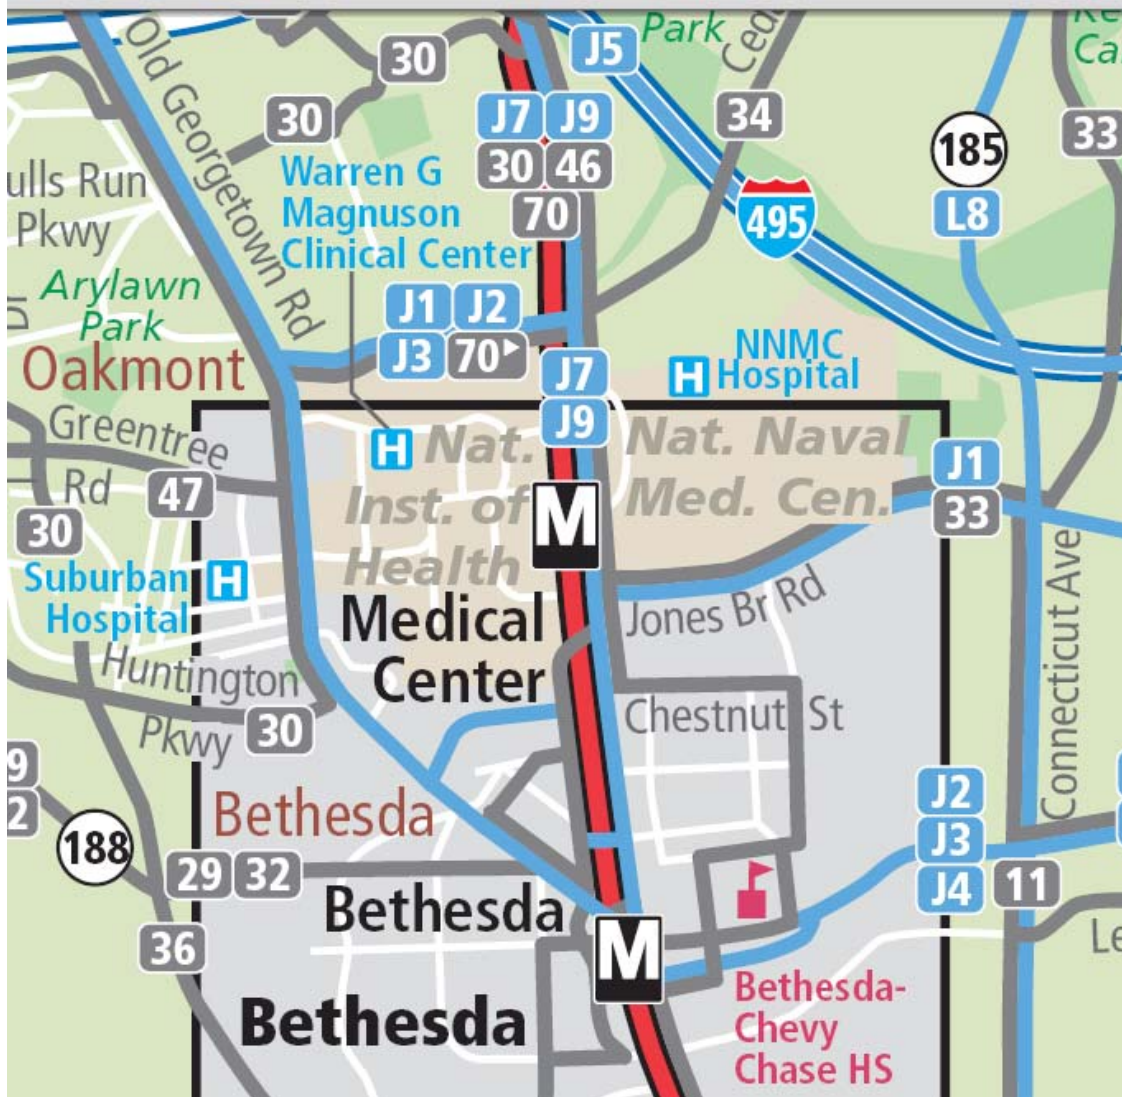 Park
Ced
Ca
Old Georgetown Rd
30
J5
34
30
J7 J9
30 46
70
185
33
L8
495
ulls Run
Pkwy
Warren G
Magnuson
Clinical Center
Arylawn
Park
J1 J2
J3 70
Oakmont
NNMC
Hospital
H
J7
J9
Greentree
Rd
47
30
H
Nat.
Inst. of
Health
Nat. Naval
Med. Cen.
J1
33
M
Suburban
Hospital
H
Medical
Center
Jones Br Rd
Connecticut Ave
Huntington
Pkwy
30
Chestnut St
9
2
188
Bethesda
J2
J3
J4
11
29 32
Bethesda
36
M
Le
Bethesda
Bethesda-
Chevy
Chase HS